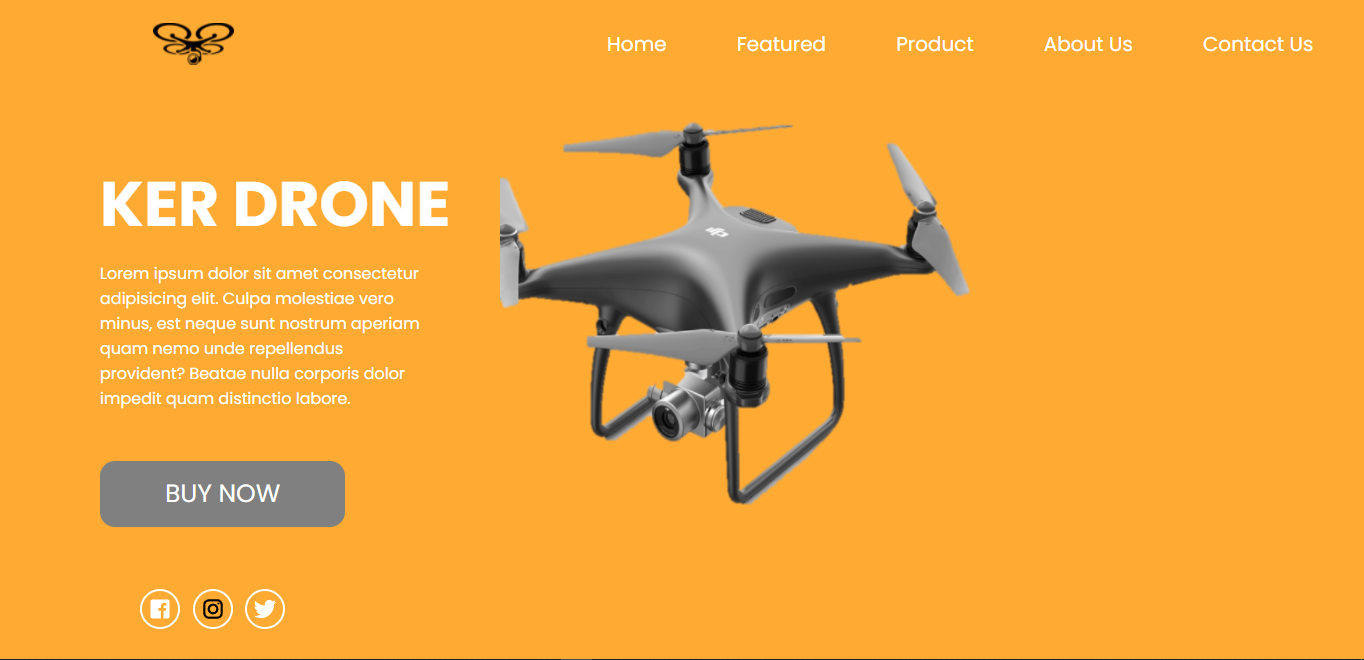 Home Featured Product About Us Contact Us
KER DRONE
Lorem ipsum dolor sit amet consectetur
adipisicing elit. Culpa molestiae vero
minus, est neque sunt nostrum aperiam
quam nemo unde repellendus
provident? Beatae nulla corporis dolor
impedit quam distinctio labore.
BUY NOW